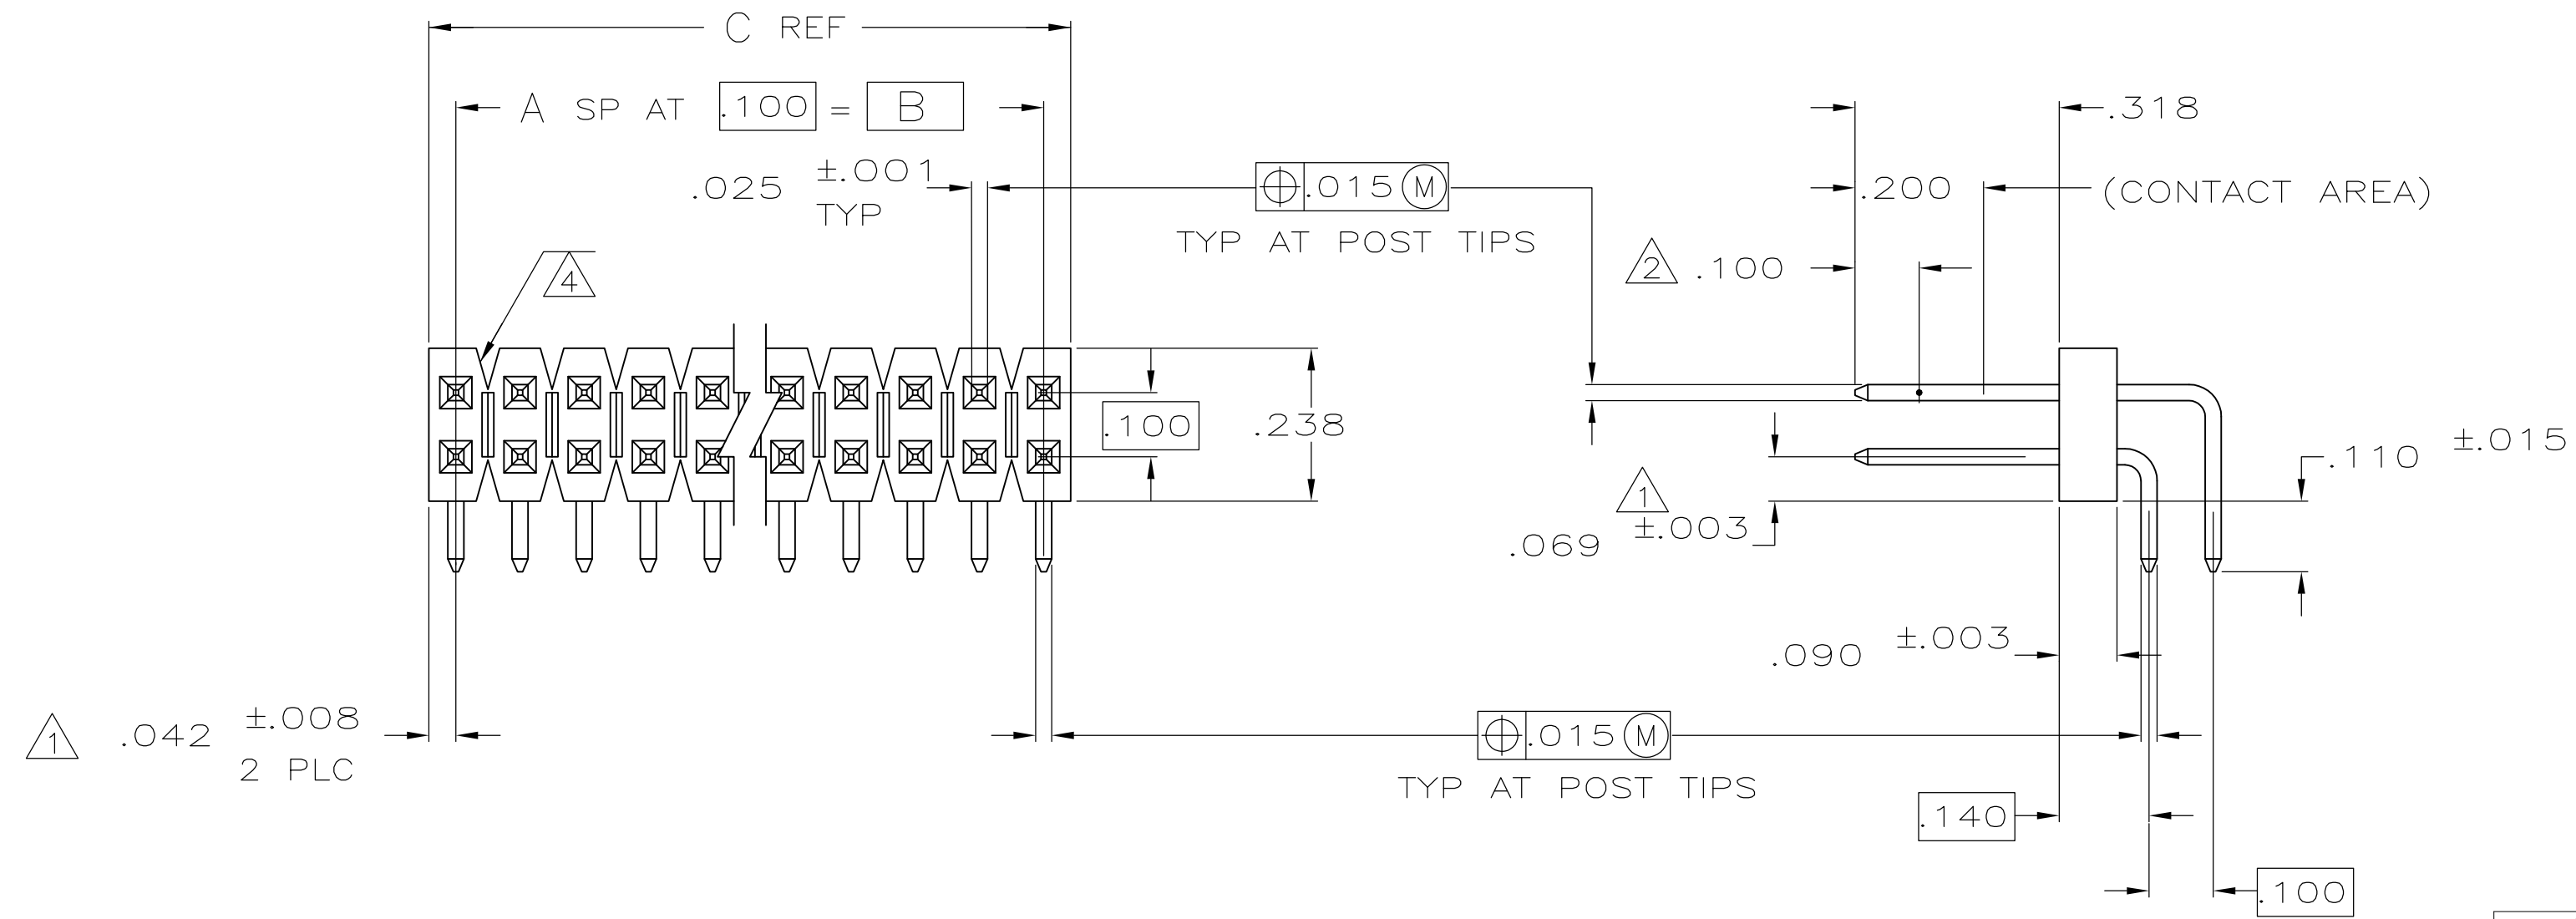 C REF
A SP AT .100 = B
.318
.025 ±.001
TYP
⌖ .015 Ⓜ
TYP AT POST TIPS
.200 (CONTACT AREA)
2 .100
4
.100
.238
.110 ±.015
1
.069 ±.003
.090 ±.003
1 .042 ±.008
2 PLC
⌖ .015 Ⓜ
TYP AT POST TIPS
.140
.100